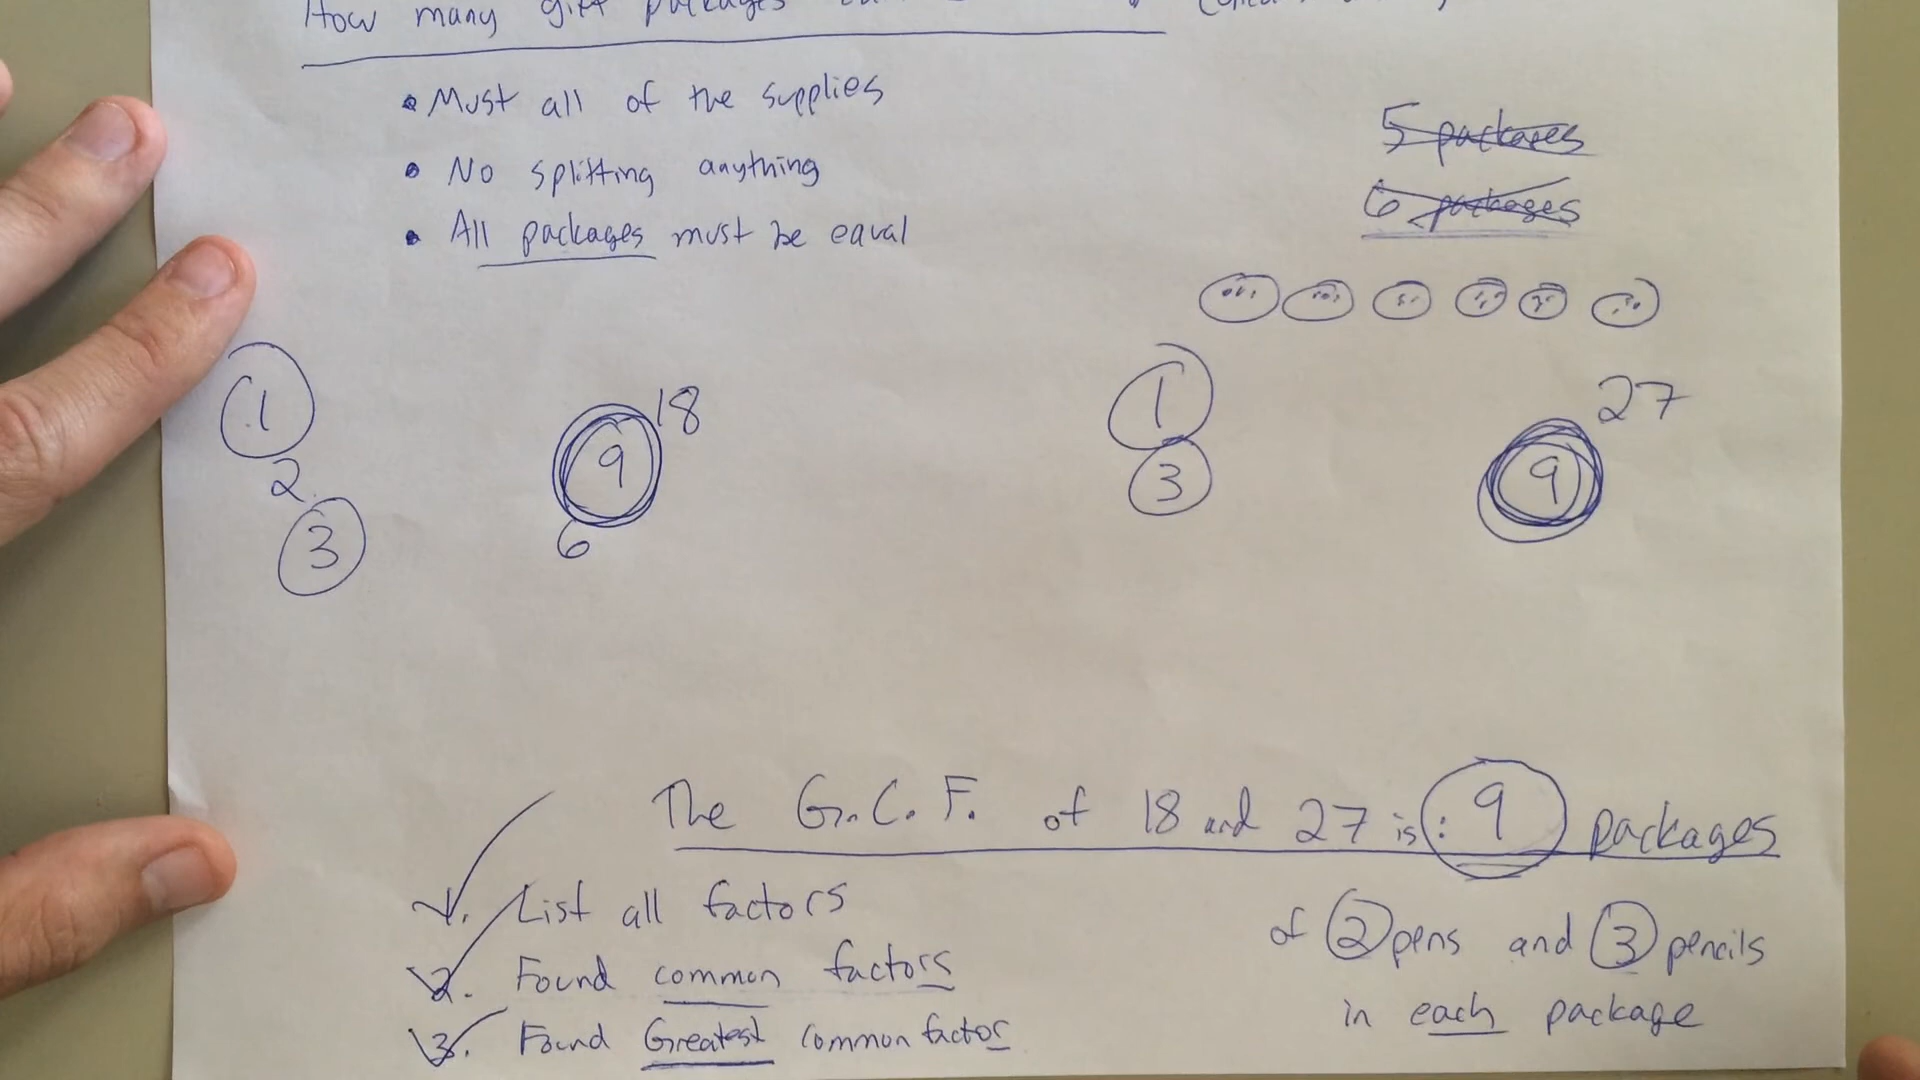 How many gift packages
• Must all of the supplies
• No splitting anything
• All packages must be equal
5 packages
6 packages
1 18
2 9
3 6
1 27
3 9
The G.C.F. of 18 and 27 is: 9 packages
of 2 pens and 3 pencils
in each package
1. List all factors
2. Found common factors
3. Found Greatest common factor